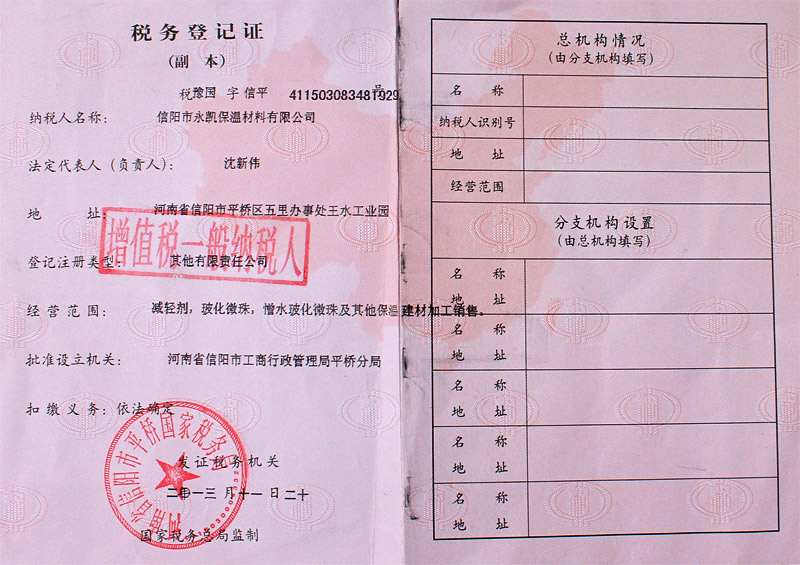 税务登记证
(副 本)
税豫国 字 信平 411503083481929 号
纳税人名称: 信阳市永凯保温材料有限公司
法定代表人(负责人): 沈新伟
地 址: 河南省信阳市平桥区五里办事处王水工业园
增值税一般纳税人
登记注册类型: 其他有限责任公司
经营范围: 减轻剂,玻化微珠,憎水玻化微珠及其他保温建材加工销售。
批准设立机关: 河南省信阳市工商行政管理局平桥分局
扣缴义务: 依法确定
河南省信阳市平桥国家税务局
发证税务机关
二〇一三 月十一日二十
国家税务总局监制
总机构情况
(由分支机构填写)
名 称
纳税人识别号
地 址
经营范围
分支机构设置
(由总机构填写)
名 称
地 址
名 称
地 址
名 称
地 址
名 称
地 址
名 称
地 址